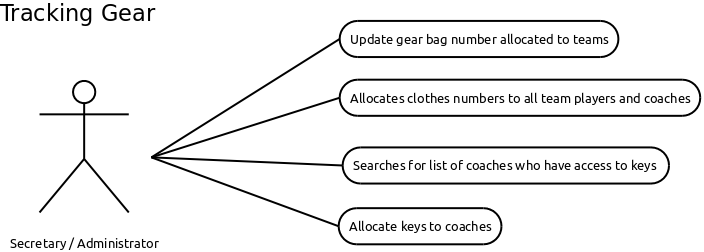 Tracking Gear
Update gear bag number allocated to teams
Allocates clothes numbers to all team players and coaches
Searches for list of coaches who have access to keys
Allocate keys to coaches
Secretary / Administrator